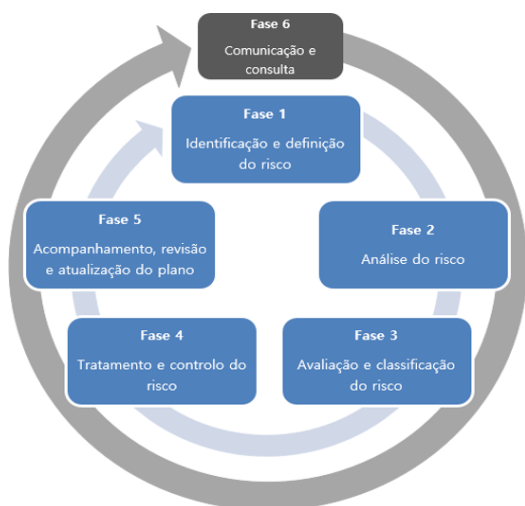 Fase 6
Comunicação e
consulta
Fase 1
Identificação e definição
do risco
Fase 2
Análise do risco
Fase 3
Avaliação e classificação
do risco
Fase 4
Tratamento e controlo do
risco
Fase 5
Acompanhamento, revisão
e atualização do plano